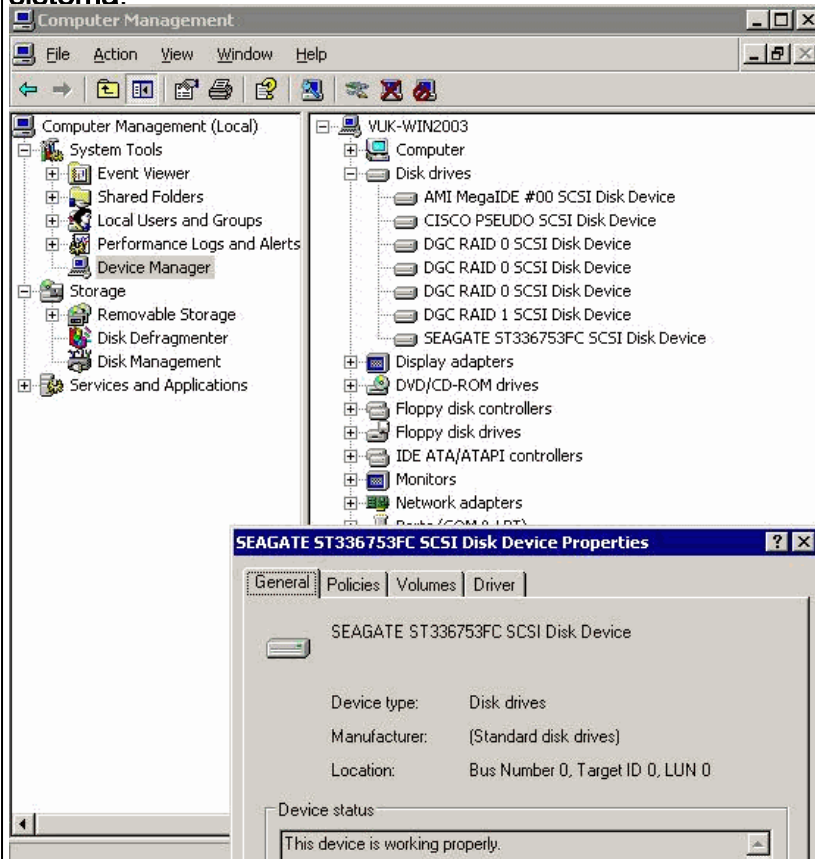 sistema.
Computer Management
File Action View Window Help
Computer Management (Local)
System Tools
Event Viewer
Shared Folders
Local Users and Groups
Performance Logs and Alerts
Device Manager
Storage
Removable Storage
Disk Defragmenter
Disk Management
Services and Applications
VUK-WIN2003
Computer
Disk drives
AMI MegaIDE #00 SCSI Disk Device
CISCO PSEUDO SCSI Disk Device
DGC RAID 0 SCSI Disk Device
DGC RAID 0 SCSI Disk Device
DGC RAID 0 SCSI Disk Device
DGC RAID 1 SCSI Disk Device
SEAGATE ST336753FC SCSI Disk Device
Display adapters
DVD/CD-ROM drives
Floppy disk controllers
Floppy disk drives
IDE ATA/ATAPI controllers
Monitors
Network adapters
Ports (COM & LPT)
SEAGATE ST336753FC SCSI Disk Device Properties
General Policies Volumes Driver
SEAGATE ST336753FC SCSI Disk Device
Device type: Disk drives
Manufacturer: (Standard disk drives)
Location: Bus Number 0, Target ID 0, LUN 0
Device status
This device is working properly.